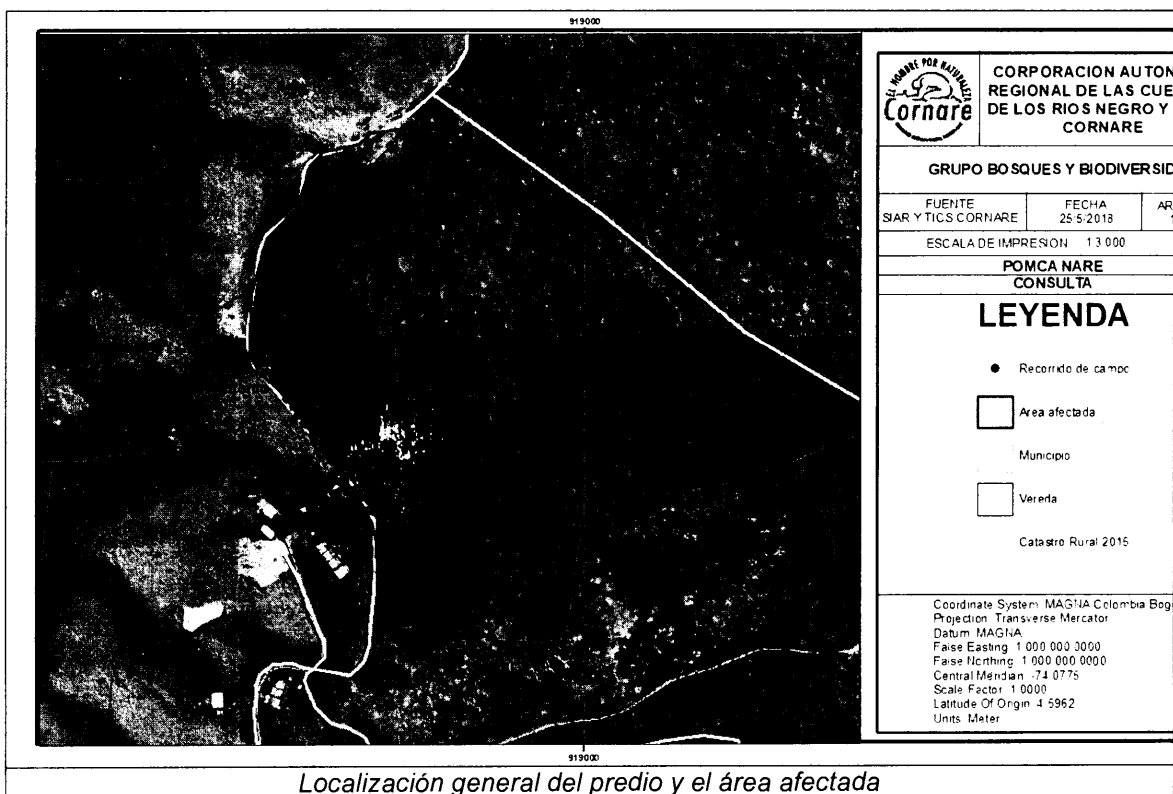 919000
EL HOMBRE POR NATURALEZA
Cornare
CORPORACION AUTON
REGIONAL DE LAS CUE
DE LOS RIOS NEGRO Y
CORNARE
GRUPO BOSQUES Y BIODIVERSID
FUENTE
SIAR Y TICS CORNARE
FECHA
25-5-2018
AR
ESCALA DE IMPRESION 1 3 000
POMCA NARE
CONSULTA
LEYENDA
Recorrido de campo
Area afectada
Municipio
Vereda
Catastro Rural 2015
Coordinate System MAGNA Colombia Bog
Projection Transverse Mercator
Datum MAGNA
False Easting 1 000 000 0000
False Northing 1 000 000 0000
Central Meridian -74 0775
Scale Factor 1 0000
Latitude Of Origin 4 5962
Units Meter
919000
Localización general del predio y el área afectada